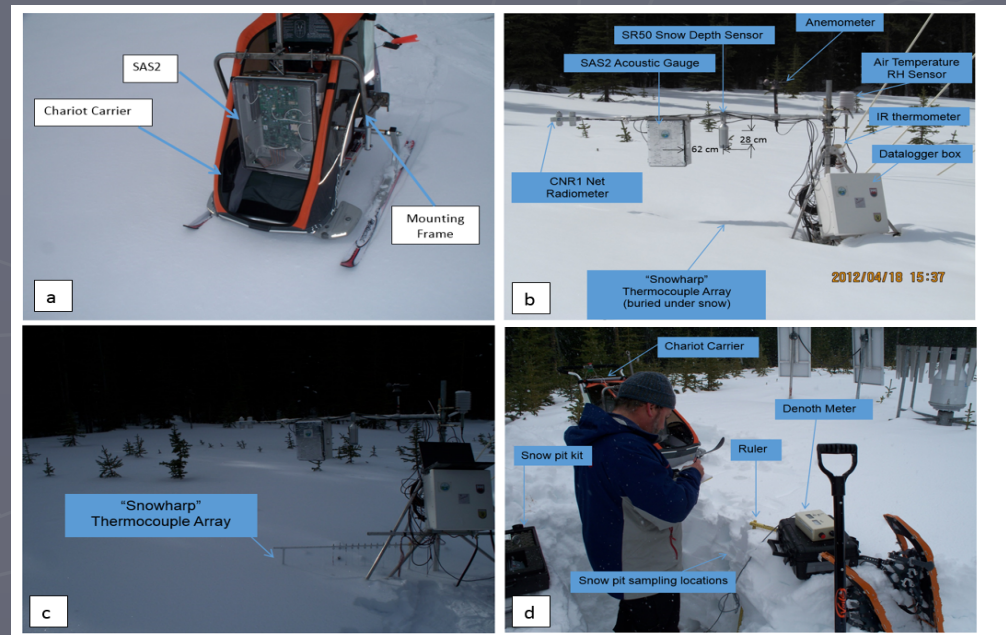 SAS2
Chariot Carrier
Mounting
Frame
a
Anemometer
SR50 Snow Depth Sensor
SAS2 Acoustic Gauge
Air Temperature
RH Sensor
IR thermometer
28 cm
62 cm
Datalogger box
CNR1 Net
Radiometer
"Snowharp"
Thermocouple Array
(buried under snow)
2012/04/18 15:37
b
"Snowharp"
Thermocouple Array
c
Chariot Carrier
Denoth Meter
Snow pit kit
Ruler
Snow pit sampling locations
d